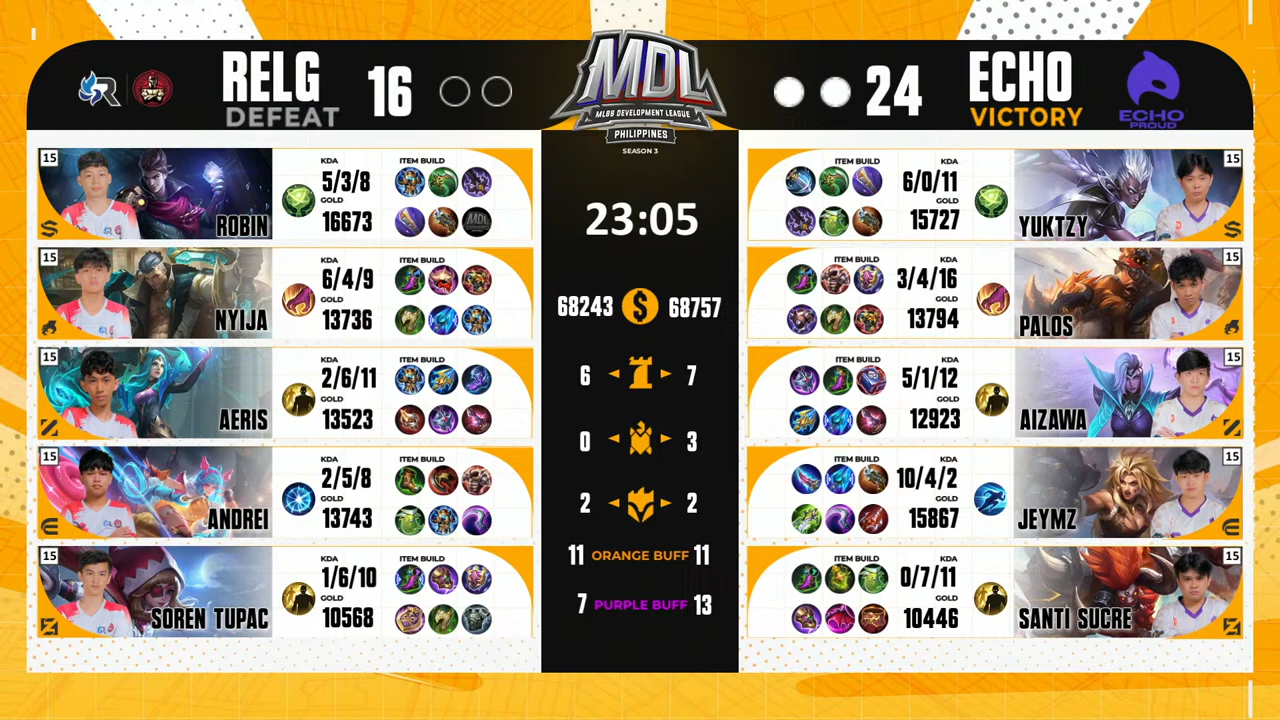 RELG
DEFEAT
16
MDL
MLBB DEVELOPMENT LEAGUE
PHILIPPINES
SEASON 3
24
ECHO
VICTORY
ECHO
PROUD
15
ROBIN
KDA
5/3/8
GOLD
16673
ITEM BUILD
MDL
15
NYIJA
KDA
6/4/9
GOLD
13736
ITEM BUILD
15
AERIS
KDA
2/6/11
GOLD
13523
ITEM BUILD
15
ANDREI
KDA
2/5/8
GOLD
13743
ITEM BUILD
15
SOREN TUPAC
KDA
1/6/10
GOLD
10568
ITEM BUILD
23:05
68243 $ 68757
6 7
0 3
2 2
11 ORANGE BUFF 11
7 PURPLE BUFF 13
ITEM BUILD
KDA
6/0/11
GOLD
15727
YUKTZY
15
ITEM BUILD
KDA
3/4/16
GOLD
13794
PALOS
15
ITEM BUILD
KDA
5/1/12
GOLD
12923
AIZAWA
15
ITEM BUILD
KDA
10/4/2
GOLD
15867
JEYMZ
15
ITEM BUILD
KDA
0/7/11
GOLD
10446
SANTI SUCRE
15